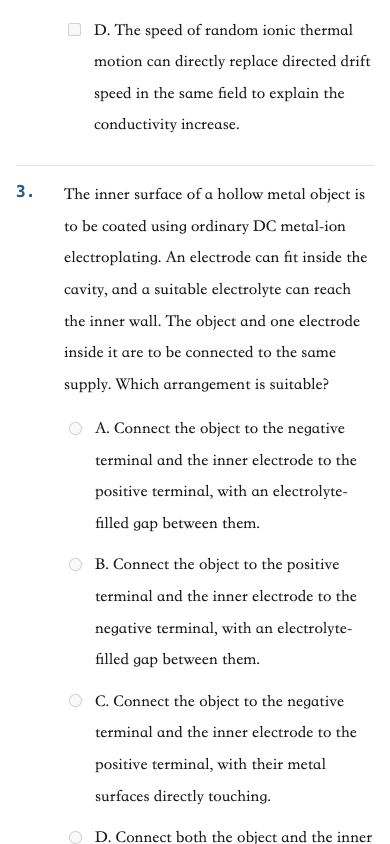 D. The speed of random ionic thermal
motion can directly replace directed drift
speed in the same field to explain the
conductivity increase.
3.
The inner surface of a hollow metal object is
to be coated using ordinary DC metal-ion
electroplating. An electrode can fit inside the
cavity, and a suitable electrolyte can reach
the inner wall. The object and one electrode
inside it are to be connected to the same
supply. Which arrangement is suitable?
A. Connect the object to the negative
terminal and the inner electrode to the
positive terminal, with an electrolyte-
filled gap between them.
B. Connect the object to the positive
terminal and the inner electrode to the
negative terminal, with an electrolyte-
filled gap between them.
C. Connect the object to the negative
terminal and the inner electrode to the
positive terminal, with their metal
surfaces directly touching.
D. Connect both the object and the inner